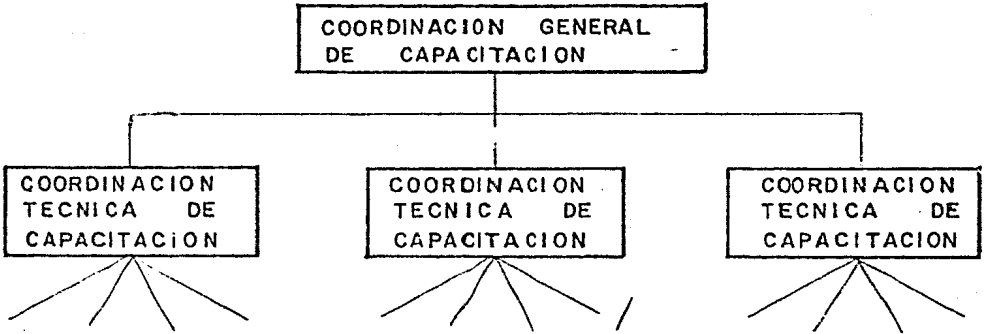 COORDINACION GENERAL
DE CAPACITACION
COORDINACION
TECNICA DE
CAPACITACiON
COORDINACION
TECNICA DE
CAPACITACION
COORDINACION
TECNICA DE
CAPACITACION